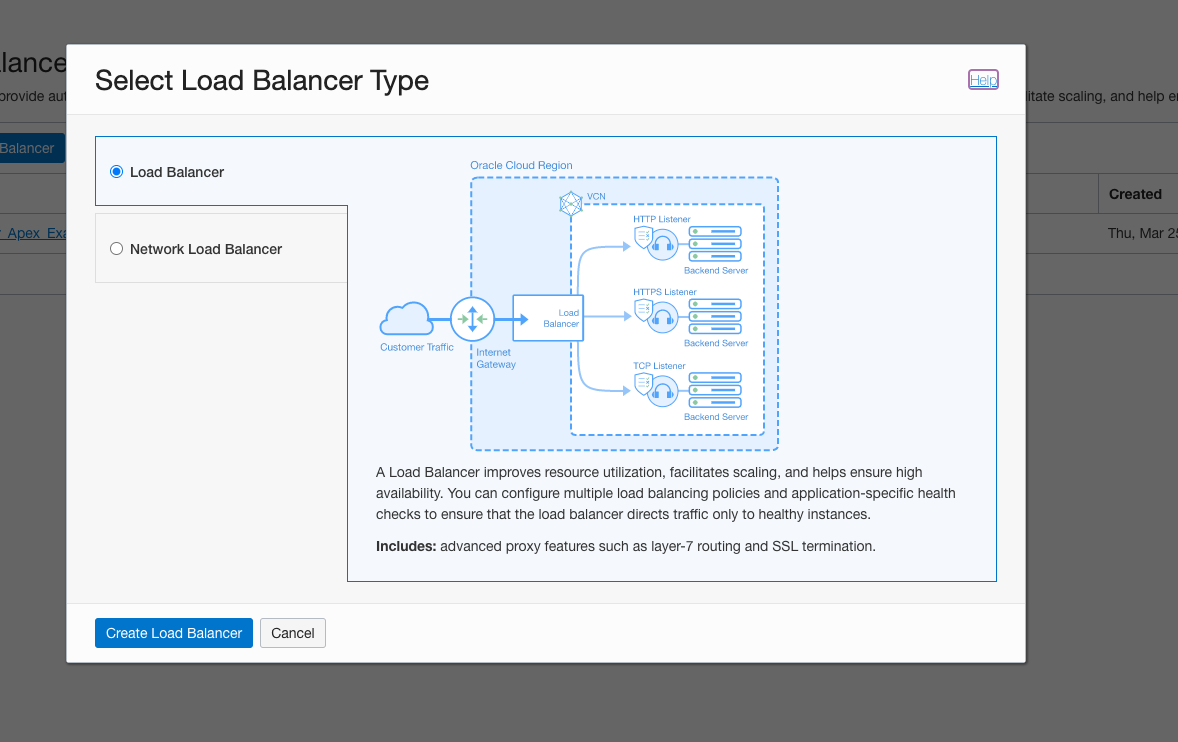 lance
Select Load Balancer Type
Help
provide aut
litate scaling, and help e
Balancer
Load Balancer
Network Load Balancer
Oracle Cloud Region
VCN
HTTP Listener
Backend Server
HTTPS Listener
Backend Server
Load
Balancer
Customer Traffic
Internet
Gateway
TCP Listener
Backend Server
Created
Apex Exa
Thu, Mar 25
A Load Balancer improves resource utilization, facilitates scaling, and helps ensure high
availability. You can configure multiple load balancing policies and application-specific health
checks to ensure that the load balancer directs traffic only to healthy instances.
Includes: advanced proxy features such as layer-7 routing and SSL termination.
Create Load Balancer
Cancel